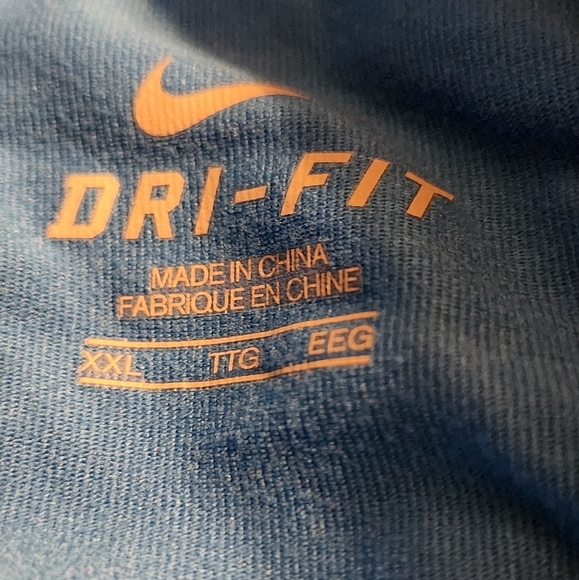 DRI-FIT
MADE IN CHINA
FABRIQUE EN CHINE
XXL TTG EEG